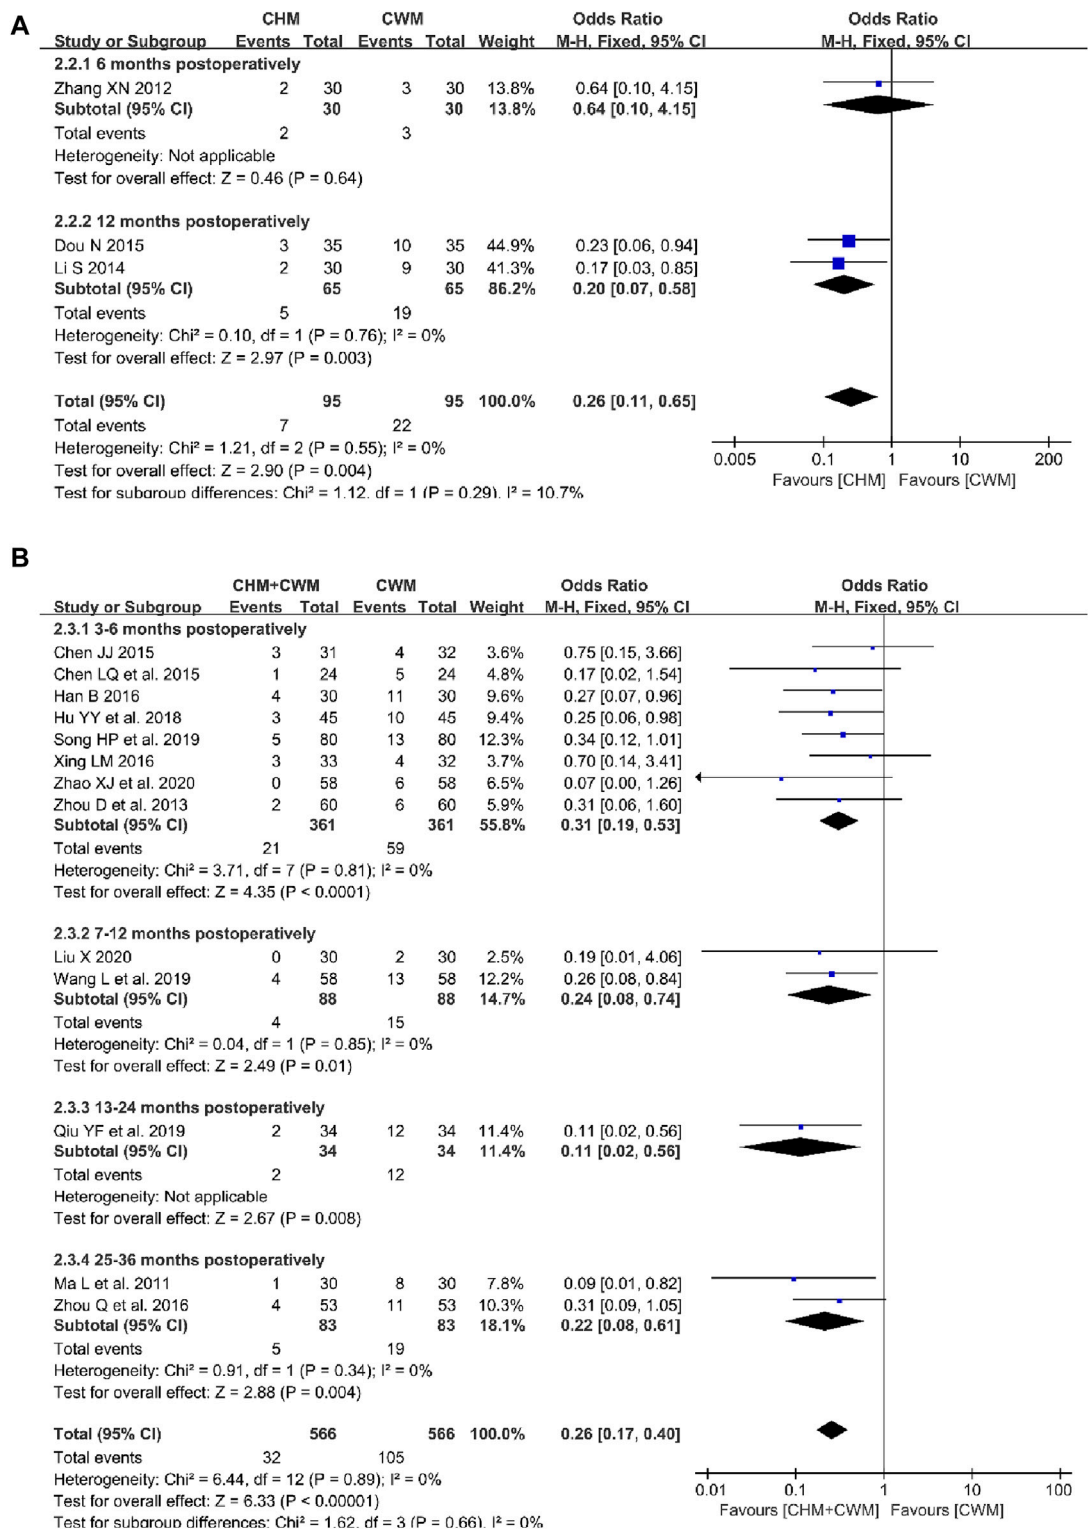 A
CHM CWM Odds Ratio Odds Ratio
Study or Subgroup Events Total Events Total Weight M-H, Fixed, 95% CI M-H, Fixed, 95% CI
2.2.1 6 months postoperatively
Zhang XN 2012 2 30 3 30 13.8% 0.64 [0.10, 4.15]
Subtotal (95% CI) 30 30 13.8% 0.64 [0.10, 4.15]
Total events 2 3
Heterogeneity: Not applicable
Test for overall effect: Z = 0.46 (P = 0.64)
2.2.2 12 months postoperatively
Dou N 2015 3 35 10 35 44.9% 0.23 [0.06, 0.94]
Li S 2014 2 30 9 30 41.3% 0.17 [0.03, 0.85]
Subtotal (95% CI) 65 65 86.2% 0.20 [0.07, 0.58]
Total events 5 19
Heterogeneity: Chi² = 0.10, df = 1 (P = 0.76); I² = 0%
Test for overall effect: Z = 2.97 (P = 0.003)
Total (95% CI) 95 95 100.0% 0.26 [0.11, 0.65]
Total events 7 22
Heterogeneity: Chi² = 1.21, df = 2 (P = 0.55); I² = 0%
Test for overall effect: Z = 2.90 (P = 0.004)
Test for subgroup differences: Chi² = 1.12, df = 1 (P = 0.29), I² = 10.7%
0.005 0.1 1 10 200
Favours [CHM] Favours [CWM]
B
CHM+CWM CWM Odds Ratio Odds Ratio
Study or Subgroup Events Total Events Total Weight M-H, Fixed, 95% CI M-H, Fixed, 95% CI
2.3.1 3-6 months postoperatively
Chen JJ 2015 3 31 4 32 3.6% 0.75 [0.15, 3.66]
Chen LQ et al. 2015 1 24 5 24 4.8% 0.17 [0.02, 1.54]
Han B 2016 4 30 11 30 9.6% 0.27 [0.07, 0.96]
Hu YY et al. 2018 3 45 10 45 9.4% 0.25 [0.06, 0.98]
Song HP et al. 2019 5 80 13 80 12.3% 0.34 [0.12, 1.01]
Xing LM 2016 3 33 4 32 3.7% 0.70 [0.14, 3.41]
Zhao XJ et al. 2020 0 58 6 58 6.5% 0.07 [0.00, 1.26]
Zhou D et al. 2013 2 60 6 60 5.9% 0.31 [0.06, 1.60]
Subtotal (95% CI) 361 361 55.8% 0.31 [0.19, 0.53]
Total events 21 59
Heterogeneity: Chi² = 3.71, df = 7 (P = 0.81); I² = 0%
Test for overall effect: Z = 4.35 (P < 0.0001)
2.3.2 7-12 months postoperatively
Liu X 2020 0 30 2 30 2.5% 0.19 [0.01, 4.06]
Wang L et al. 2019 4 58 13 58 12.2% 0.26 [0.08, 0.84]
Subtotal (95% CI) 88 88 14.7% 0.24 [0.08, 0.74]
Total events 4 15
Heterogeneity: Chi² = 0.04, df = 1 (P = 0.85); I² = 0%
Test for overall effect: Z = 2.49 (P = 0.01)
2.3.3 13-24 months postoperatively
Qiu YF et al. 2019 2 34 12 34 11.4% 0.11 [0.02, 0.56]
Subtotal (95% CI) 34 34 11.4% 0.11 [0.02, 0.56]
Total events 2 12
Heterogeneity: Not applicable
Test for overall effect: Z = 2.67 (P = 0.008)
2.3.4 25-36 months postoperatively
Ma L et al. 2011 1 30 8 30 7.8% 0.09 [0.01, 0.82]
Zhou Q et al. 2016 4 53 11 53 10.3% 0.31 [0.09, 1.05]
Subtotal (95% CI) 83 83 18.1% 0.22 [0.08, 0.61]
Total events 5 19
Heterogeneity: Chi² = 0.91, df = 1 (P = 0.34); I² = 0%
Test for overall effect: Z = 2.88 (P = 0.004)
Total (95% CI) 566 566 100.0% 0.26 [0.17, 0.40]
Total events 32 105
Heterogeneity: Chi² = 6.44, df = 12 (P = 0.89); I² = 0%
Test for overall effect: Z = 6.33 (P < 0.00001)
Test for subgroup differences: Chi² = 1.62, df = 3 (P = 0.66), I² = 0%
0.01 0.1 1 10 100
Favours [CHM+CWM] Favours [CWM]